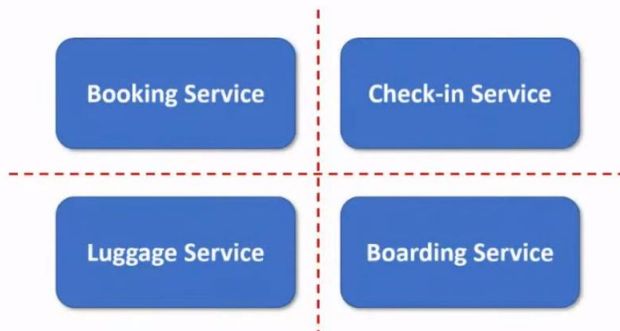 Booking Service
Check-in Service
Luggage Service
Boarding Service